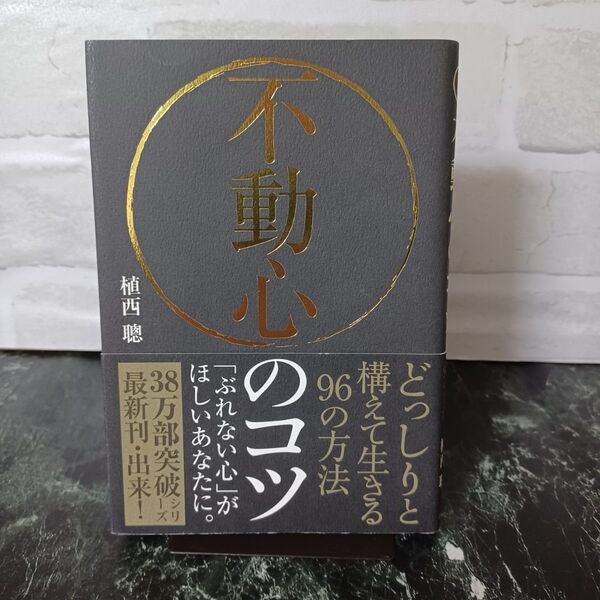 不動心
のコツ
植西 聰
どっしりと
構えて生きる
96の方法
「ぶれない心」が
ほしいあなたに。
38万部突破シリーズ
最新刊・出来!